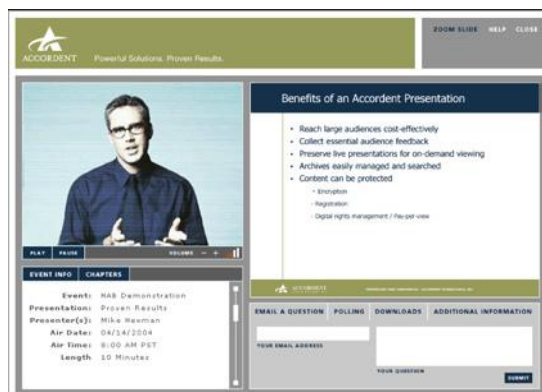 ZOOM SLIDE HELP CLOSE
ACCORDENT
Powerful Solutions. Proven Results.
Benefits of an Accordent Presentation
• Reach large audiences cost-effectively
• Collect essential audience feedback
• Preserve live presentations for on-demand viewing
• Archives easily managed and searched
• Content can be protected
- Encryption
- Registration
- Digital rights management / Pay-per-view
PLAY PAUSE VOLUME - +
EVENT INFO CHAPTERS
Event: NAB Demonstration
Presentation: Proven Results
Presenter(s): Mike Newman
Air Date: 04/14/2004
Air Time: 8:00 AM PST
Length 10 Minutes
ACCORDENT
EMAIL A QUESTION POLLING DOWNLOADS ADDITIONAL INFORMATION
YOUR EMAIL ADDRESS
YOUR QUESTION
SUBMIT